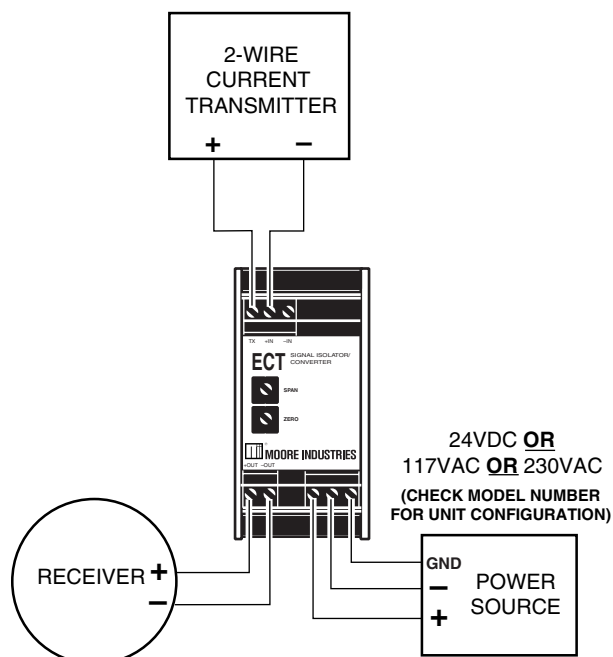 2-WIRE
CURRENT
TRANSMITTER
+ −
TX +IN −IN
ECT SIGNAL ISOLATOR/
CONVERTER
SPAN
ZERO
MOORE INDUSTRIES
+OUT −OUT
24VDC OR
117VAC OR 230VAC
(CHECK MODEL NUMBER
FOR UNIT CONFIGURATION)
RECEIVER +
−
GND
−
+
POWER
SOURCE